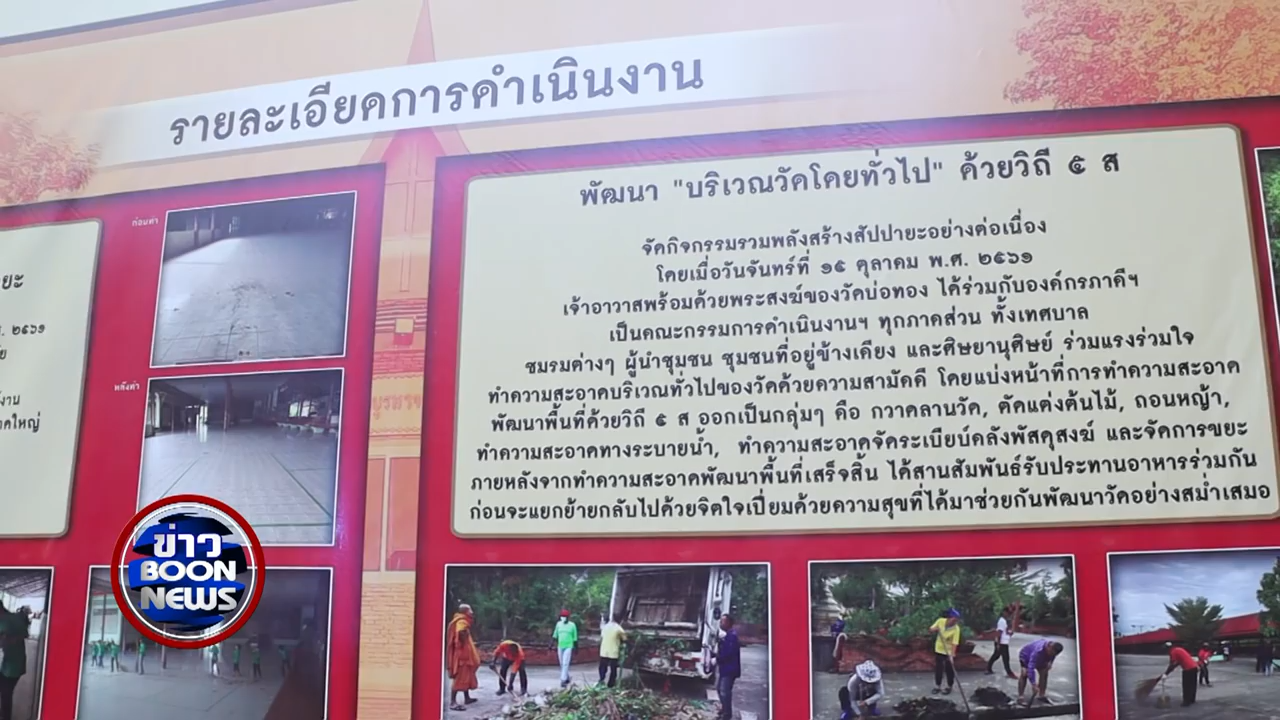 รายละเอียดการดำเนินงาน
พัฒนา "บริเวณวัดโดยทั่วไป" ด้วยวิถี ๕ ส
จัดกิจกรรมรวมพลังสร้างสัปปายะอย่างต่อเนื่อง
โดยเมื่อวันจันทร์ที่ ๑๕ ตุลาคม พ.ศ. ๒๕๖๑
เจ้าอาวาสพร้อมด้วยพระสงฆ์ของวัดบ่อทอง ได้ร่วมกับองค์กรภาคีฯ
เป็นคณะกรรมการดำเนินงานฯ ทุกภาคส่วน ทั้งเทศบาล
ชมรมต่างๆ ผู้นำชุมชน ชุมชนที่อยู่ข้างเคียง และศิษยานุศิษย์ ร่วมแรงร่วมใจ
ทำความสะอาดบริเวณทั่วไปของวัดด้วยความสามัคคี โดยแบ่งหน้าที่การทำความสะอาด
พัฒนาพื้นที่ด้วยวิถี ๕ ส ออกเป็นกลุ่มๆ คือ กวาดลานวัด, ตัดแต่งต้นไม้, ถอนหญ้า,
ทำความสะอาดทางระบายน้ำ, ทำความสะอาดจัดระเบียบคลังพัสดุสงฆ์ และจัดการขยะ
ภายหลังจากทำความสะอาดพัฒนาพื้นที่เสร็จสิ้น ได้สานสัมพันธ์รับประทานอาหารร่วมกัน
ก่อนจะแยกย้ายกลับไปด้วยจิตใจเปี่ยมด้วยความสุขที่ได้มาช่วยกันพัฒนาวัดอย่างสม่ำเสมอ
ก่อนทำ
หลังทำ
ยะ
. ๒๕๖๑
ข่าว
BOON
NEWS